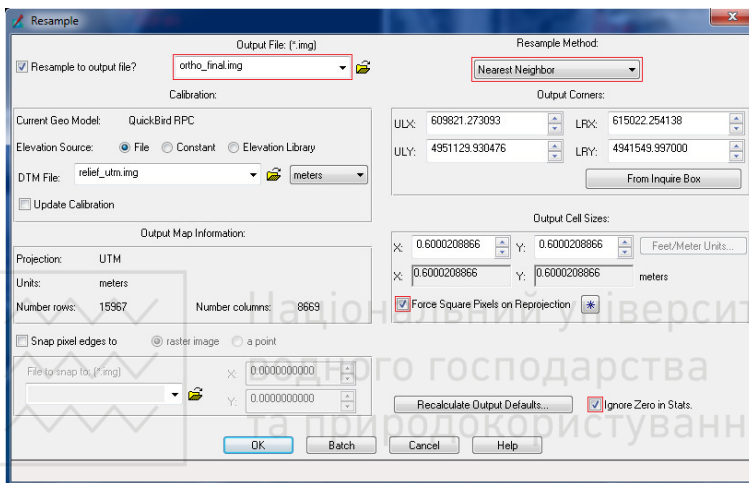 Resample
Output File: (*.img)
Resample Method:
Resample to output file?
ortho_final.img
Nearest Neighbor
Calibration:
Output Corners:
Current Geo Model: QuickBird RPC
ULX: 609821.273093 LRX: 615022.254138
Elevation Source: File Constant Elevation Library
ULY: 4951129.930476 LRY: 4941549.997000
DTM File: relief_utm.img meters
From Inquire Box
Update Calibration
Output Cell Sizes:
Output Map Information:
X: 0.6000208866 Y: 0.6000208866 Feet/Meter Units...
Projection: UTM
X: 0.6000208866 Y: 0.6000208866 meters
Units: meters
Number rows: 15967 Number columns: 8669
Force Square Pixels on Reprojection
Національний університ
Snap pixel edges to raster image a point
File to snap to: (*.img)
X: 0.0000000000
водного господарства
Y: 0.0000000000
Recalculate Output Defaults... Ignore Zero in Stats.
та природокористуванн
OK Batch Cancel Help